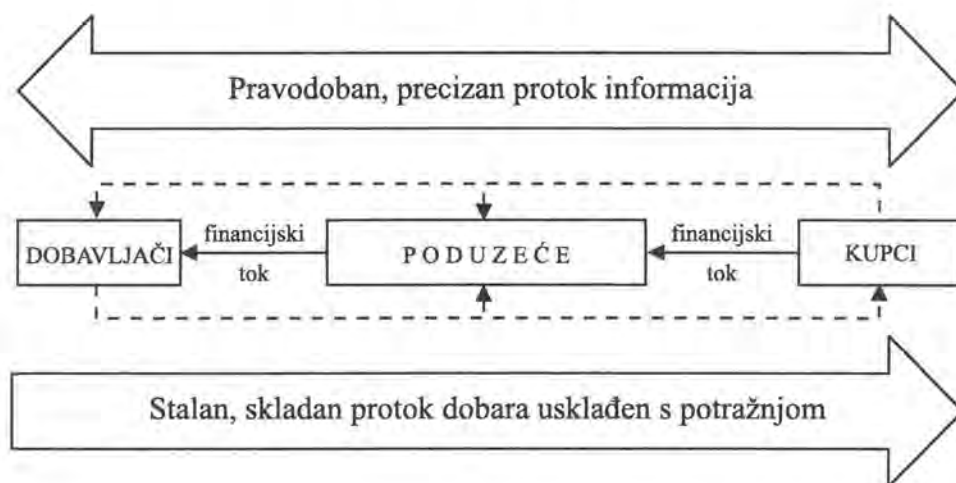 Pravodoban, precizan protok informacija
DOBAVLJAČI
financijski
tok
PODUZEĆE
financijski
tok
KUPCI
Stalan, skladan protok dobara usklađen s potražnjom